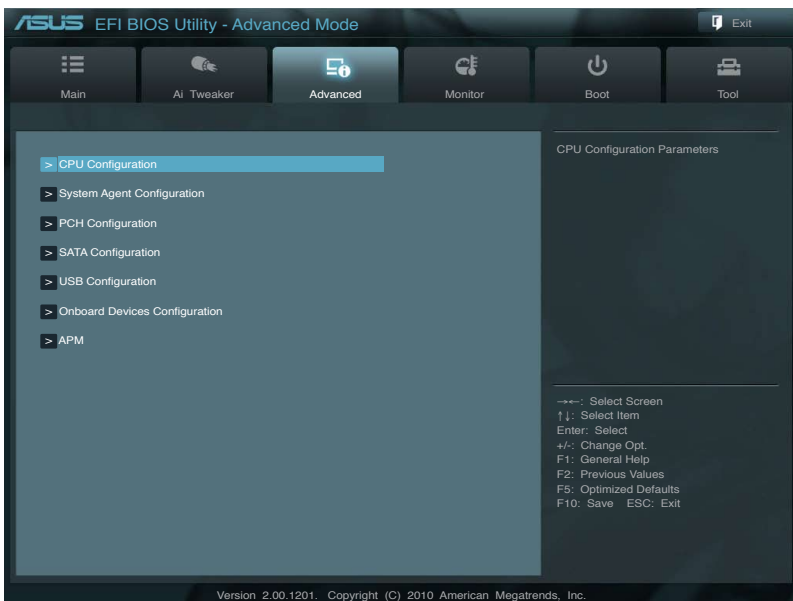 ASUS EFI BIOS Utility - Advanced Mode
Exit
Main
Ai Tweaker
Advanced
Monitor
Boot
Tool
> CPU Configuration
> System Agent Configuration
> PCH Configuration
> SATA Configuration
> USB Configuration
> Onboard Devices Configuration
> APM
CPU Configuration Parameters
→←: Select Screen
↑↓: Select Item
Enter: Select
+/-: Change Opt.
F1: General Help
F2: Previous Values
F5: Optimized Defaults
F10: Save ESC: Exit
Version 2.00.1201. Copyright (C) 2010 American Megatrends, Inc.